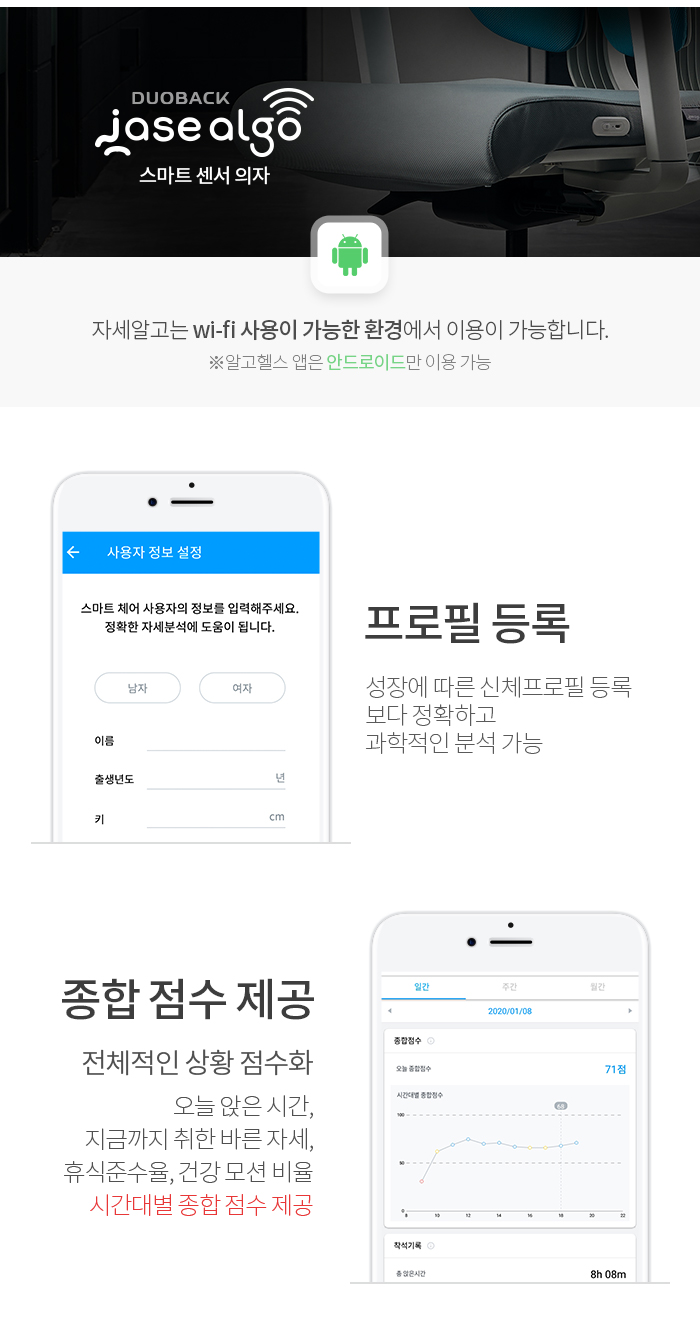 DUOBACK
jase algo
스마트 센서 의자
자세알고는 wi-fi 사용이 가능한 환경에서 이용이 가능합니다.
※알고헬스 앱은 안드로이드만 이용 가능
사용자 정보 설정
스마트 체어 사용자의 정보를 입력해주세요.
정확한 자세분석에 도움이 됩니다.
남자 여자
이름
출생년도 년
키 cm
프로필 등록
성장에 따른 신체프로필 등록
보다 정확하고
과학적인 분석 가능
종합 점수 제공
전체적인 상황 점수화
오늘 앉은 시간,
지금까지 취한 바른 자세,
휴식준수율, 건강 모션 비율
시간대별 종합 점수 제공
일간 주간 월간
2020/01/08
종합점수
오늘 종합점수 71점
시간대별 종합점수
100
50
0
8 10 12 14 16 18 20 22
착석기록
총 앉은시간 8h 08m